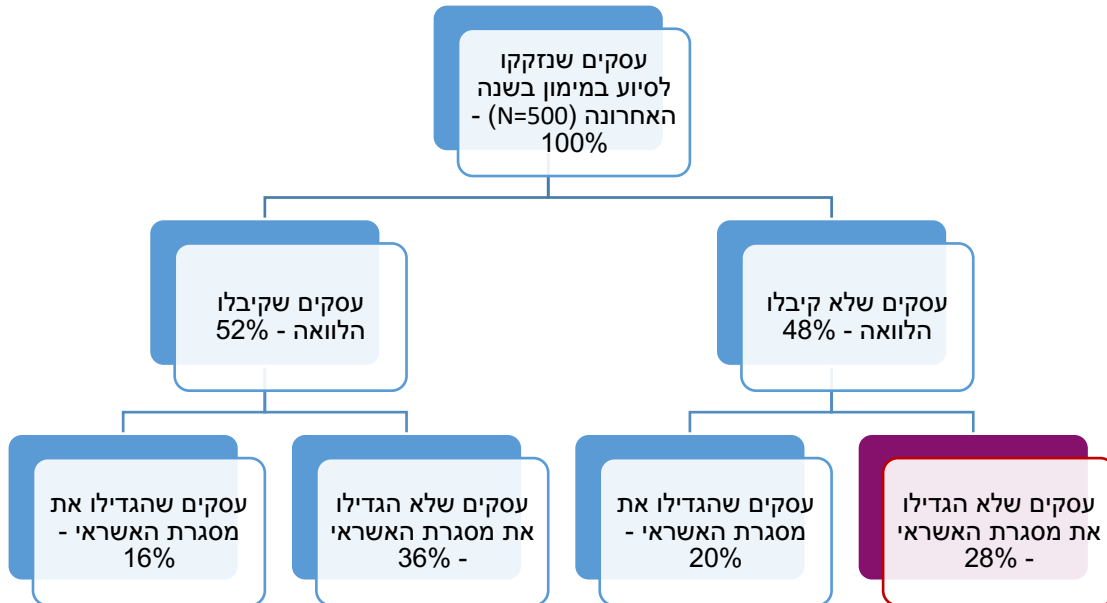 עסקים שנזקקו
לסיוע במימון בשנה
האחרונה (N=500) -
100%
עסקים שלא קיבלו
הלוואה - 48%
עסקים שקיבלו
הלוואה - 52%
עסקים שלא הגדילו
את מסגרת האשראי
- 28%
עסקים שהגדילו את
מסגרת האשראי -
20%
עסקים שלא הגדילו
את מסגרת האשראי
- 36%
עסקים שהגדילו את
מסגרת האשראי -
16%